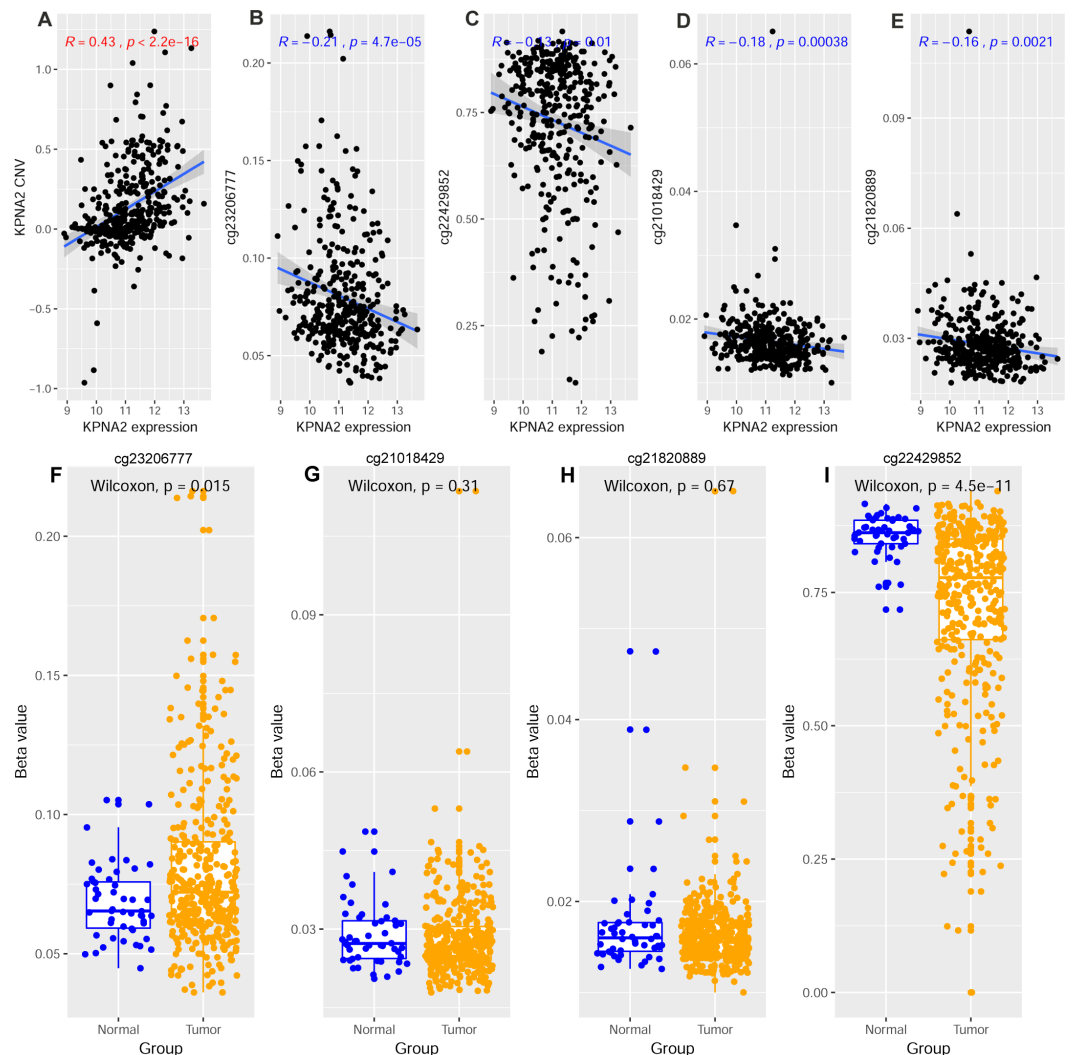 A
R = 0.43 , p < 2.2e−16
KPNA2 CNV
1.0
0.5
0.0
−0.5
−1.0
9 10 11 12 13
KPNA2 expression
B
R = −0.21 , p = 4.7e−05
cg23206777
0.20
0.15
0.10
0.05
9 10 11 12 13
KPNA2 expression
C
R = −0.13 , p = 0.01
cg22429852
0.75
0.50
0.25
9 10 11 12 13
KPNA2 expression
D
R = −0.18 , p = 0.00038
cg21018429
0.06
0.04
0.02
9 10 11 12 13
KPNA2 expression
E
R = −0.16 , p = 0.0021
cg21820889
0.09
0.06
0.03
9 10 11 12 13
KPNA2 expression
F
cg23206777
Wilcoxon, p = 0.015
Beta value
0.20
0.15
0.10
0.05
Normal Tumor
Group
G
cg21018429
Wilcoxon, p = 0.31
Beta value
0.09
0.06
0.03
Normal Tumor
Group
H
cg21820889
Wilcoxon, p = 0.67
Beta value
0.06
0.04
0.02
Normal Tumor
Group
I
cg22429852
Wilcoxon, p = 4.5e−11
Beta value
0.75
0.50
0.25
0.00
Normal Tumor
Group